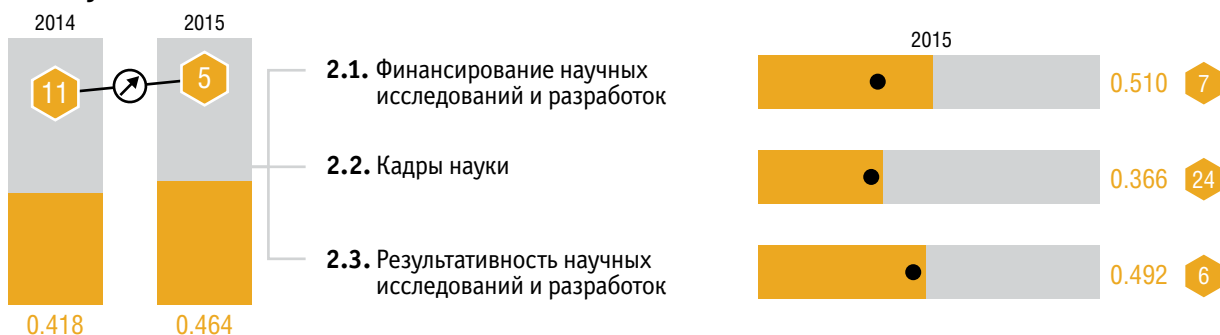 2014 2015
11 5
0.418 0.464
2.1. Финансирование научных
исследований и разработок
2.2. Кадры науки
2.3. Результативность научных
исследований и разработок
2015
0.510 7
0.366 24
0.492 6